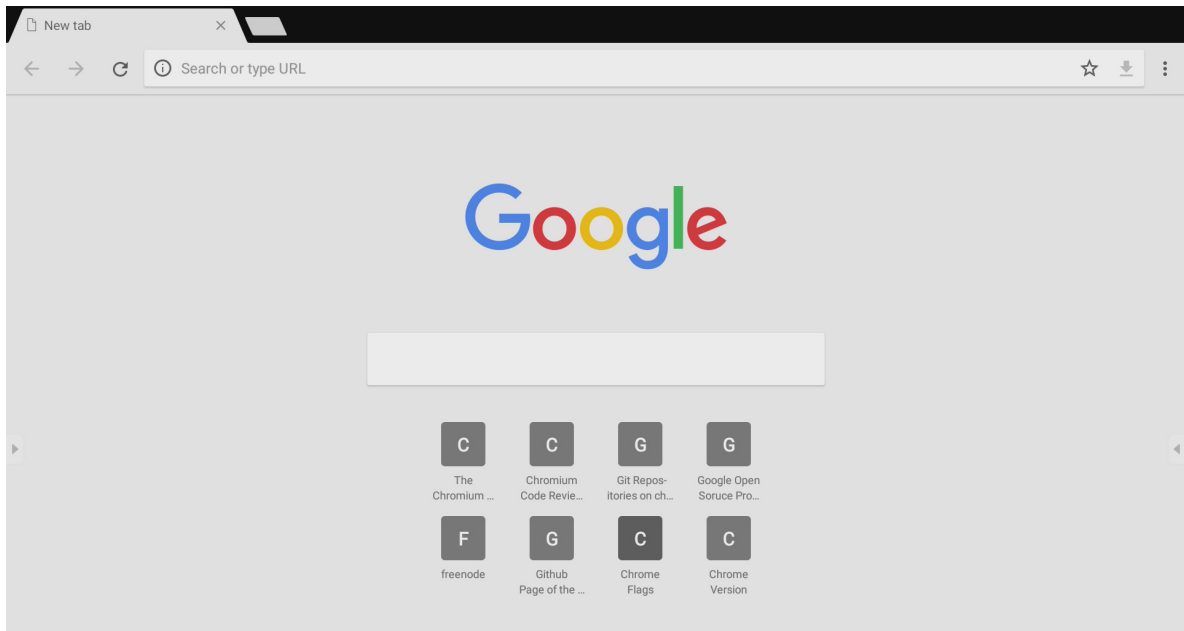 New tab
Search or type URL
Google
C C G G
The Chromium Git Repos- Google Open
Chromium ... Code Revie... itories on ch... Soruce Pro...
F G C C
freenode Github Chrome Chrome
Page of the ... Flags Version